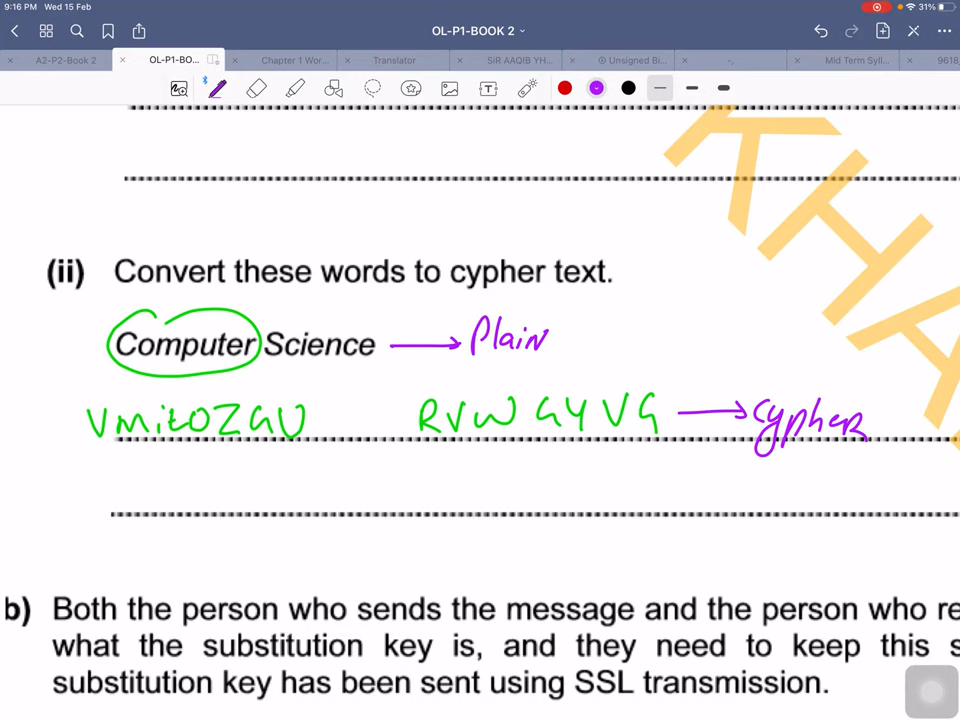 9:16 PM Wed 15 Feb
31%
OL-P1-BOOK 2
A2-P2-Book 2
OL-P1-BO...
Chapter 1 Wor...
Translator
SiR AAQIB YH...
Unsigned Bi...
Mid Term Syll...
9618
KHA
(ii) Convert these words to cypher text.
Computer Science → Plain
RVWGYVG → cypher
b) Both the person who sends the message and the person who re
what the substitution key is, and they need to keep this s
substitution key has been sent using SSL transmission.